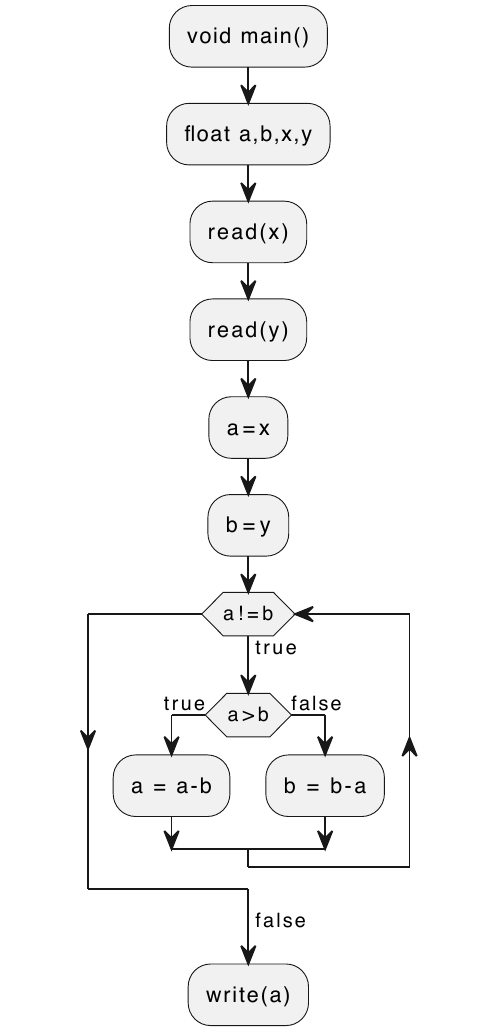 void main()
float a,b,x,y
read(x)
read(y)
a=x
b=y
a!=b
true
true
a>b
false
a = a-b
b = b-a
false
write(a)